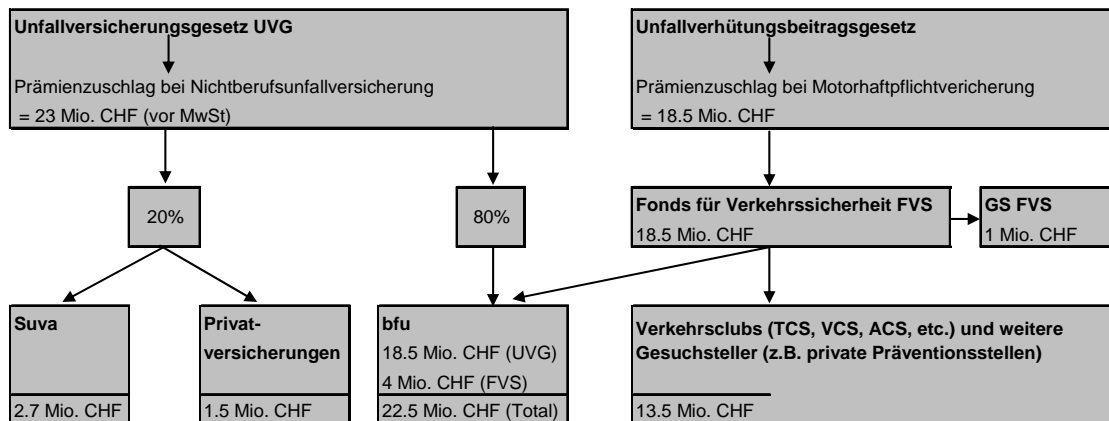 Unfallversicherungsgesetz UVG
Prämienzuschlag bei Nichtberufsunfallversicherung
= 23 Mio. CHF (vor MwSt)
Unfallverhütungsbeitragsgesetz
Prämienzuschlag bei Motorhaftpflichtvericherung
= 18.5 Mio. CHF
20%
80%
Fonds für Verkehrssicherheit FVS
18.5 Mio. CHF
GS FVS
1 Mio. CHF
Suva
2.7 Mio. CHF
Privat-
versicherungen
1.5 Mio. CHF
bfu
18.5 Mio. CHF (UVG)
4 Mio. CHF (FVS)
22.5 Mio. CHF (Total)
Verkehrsclubs (TCS, VCS, ACS, etc.) und weitere
Gesuchsteller (z.B. private Präventionsstellen)
13.5 Mio. CHF